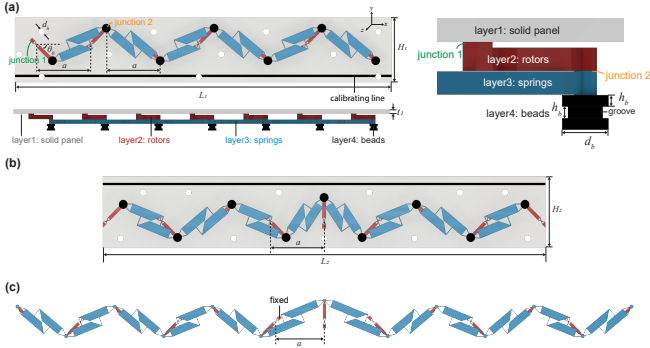 (a)
d_h
junction 2
y
z
x
H_1
θ_0
junction 1
a
a
L_1
calibrating line
t_1
layer1: solid panel
layer2: rotors
layer3: springs
layer4: beads
layer1: solid panel
junction 1
layer2: rotors
junction 2
layer3: springs
h_b
layer4: beads
h_b
groove
d_b
(b)
H_2
a
L_2
(c)
fixed
a